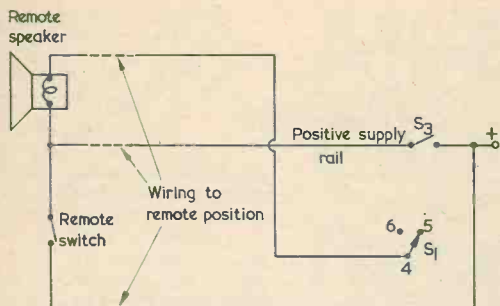 Remote
speaker
Positive supply
rail
S3
+
Wiring to
remote position
Remote
switch
6
5
S1
4